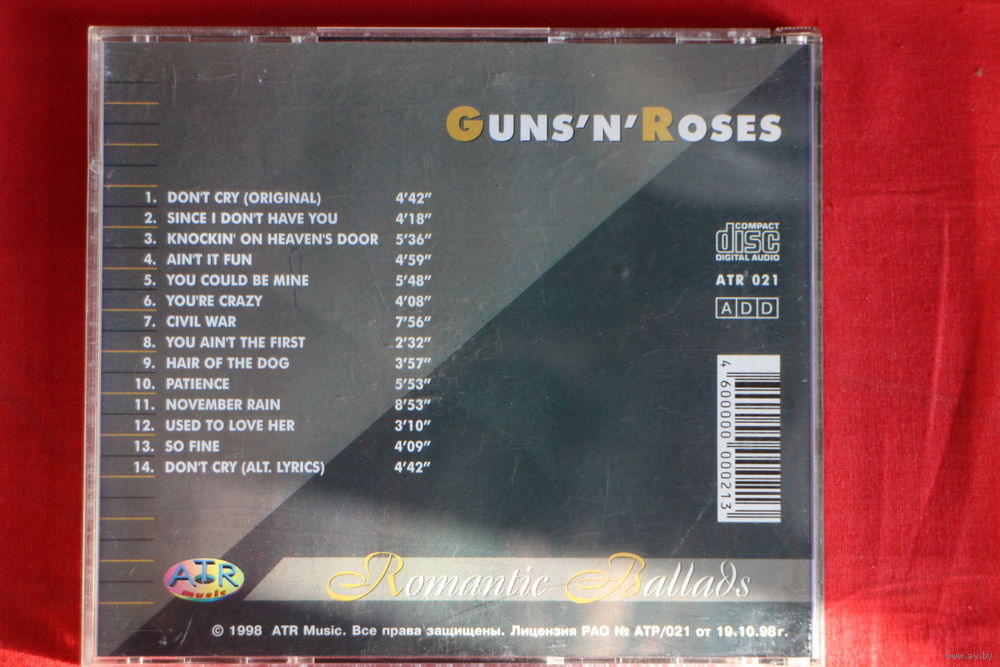 GUNS'N'ROSES
1. DON'T CRY (ORIGINAL) 4'42"
2. SINCE I DON'T HAVE YOU 4'18"
3. KNOCKIN' ON HEAVEN'S DOOR 5'36"
4. AIN'T IT FUN 4'59"
5. YOU COULD BE MINE 5'48"
6. YOU'RE CRAZY 4'08"
7. CIVIL WAR 7'56"
8. YOU AIN'T THE FIRST 2'32"
9. HAIR OF THE DOG 3'57"
10. PATIENCE 5'53"
11. NOVEMBER RAIN 8'53"
12. USED TO LOVE HER 3'10"
13. SO FINE 4'09"
14. DON'T CRY (ALT. LYRICS) 4'42"
COMPACT
disc
DIGITAL AUDIO
ATR 021
ADD
4 600000 000213
ATR
music
Romantic Ballads
© 1998 ATR Music. Все права защищены. Лицензия РАО № АТР/021 от 19.10.98г.
www.ay.by